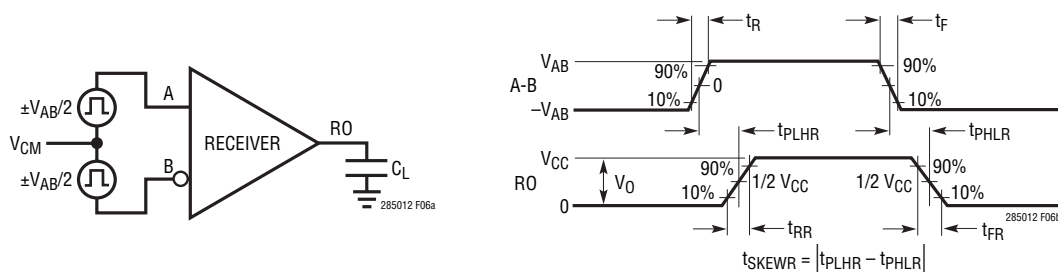 ±V_AB/2
V_CM
±V_AB/2
A
B
RECEIVER
RO
C_L
285012 F06a
t_R
t_F
V_AB
A-B
–V_AB
90%
10%
0
90%
10%
t_PLHR
t_PHLR
V_CC
RO
0
V_O
90%
10%
1/2 V_CC
1/2 V_CC
90%
10%
t_RR
t_FR
285012 F06b
t_SKEWR = |t_PLHR – t_PHLR|